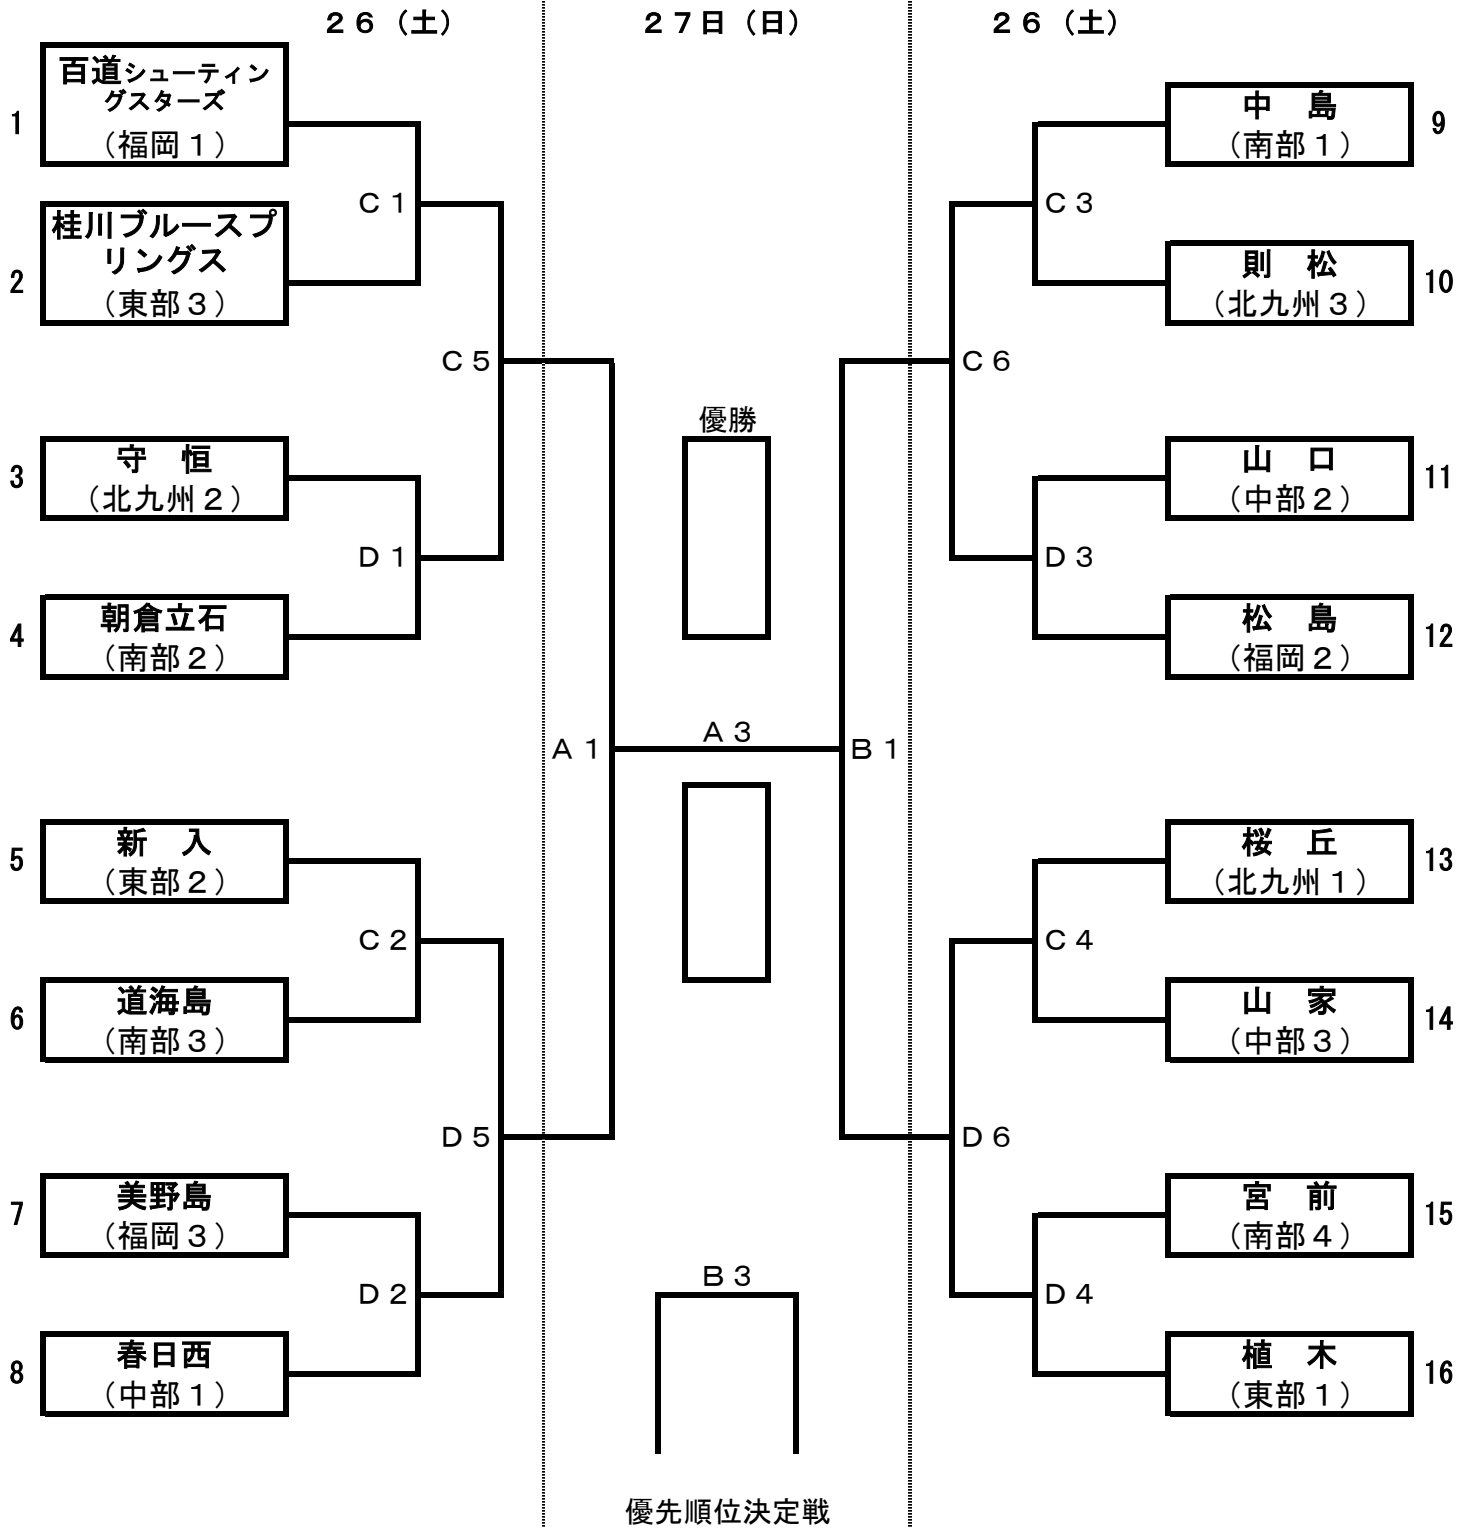 ２６（土）
２７日（日）
２６（土）
1
百道シューティン
グスターズ
（福岡１）
2
桂川ブルースプ
リングス
（東部３）
C１
C５
3
守　恒
（北九州２）
4
朝倉立石
（南部２）
D１
5
新　入
（東部２）
6
道海島
（南部３）
C２
D５
7
美野島
（福岡３）
8
春日西
（中部１）
D２
A１
優勝
A３
B１
B３
優先順位決定戦
中　島
（南部１）
9
則　松
（北九州３）
10
C３
C６
山　口
（中部２）
11
松　島
（福岡２）
12
D３
桜　丘
（北九州１）
13
山　家
（中部３）
14
C４
D６
宮　前
（南部４）
15
植　木
（東部１）
16
D４